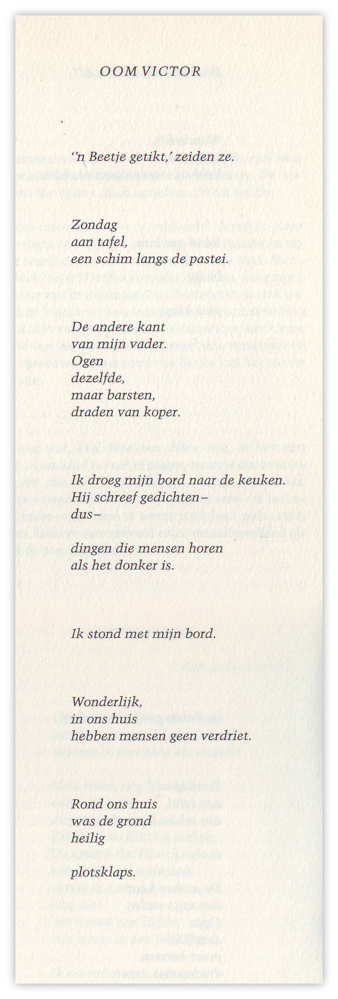 OOM VICTOR
‘’n Beetje getikt,’ zeiden ze.
Zondag
aan tafel,
een schim langs de pastei.
De andere kant
van mijn vader.
Ogen
dezelfde,
maar barsten,
draden van koper.
Ik droeg mijn bord naar de keuken.
Hij schreef gedichten–
dus–
dingen die mensen horen
als het donker is.
Ik stond met mijn bord.
Wonderlijk,
in ons huis
hebben mensen geen verdriet.
Rond ons huis
was de grond
heilig
plotsklaps.